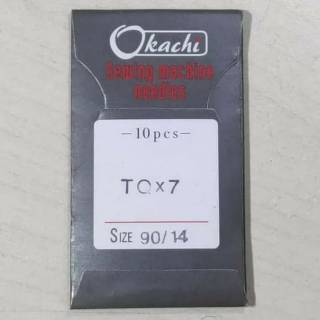 Okachi
Sewing machine
needles
—10pcs—
TQx7
SIZE 90/14